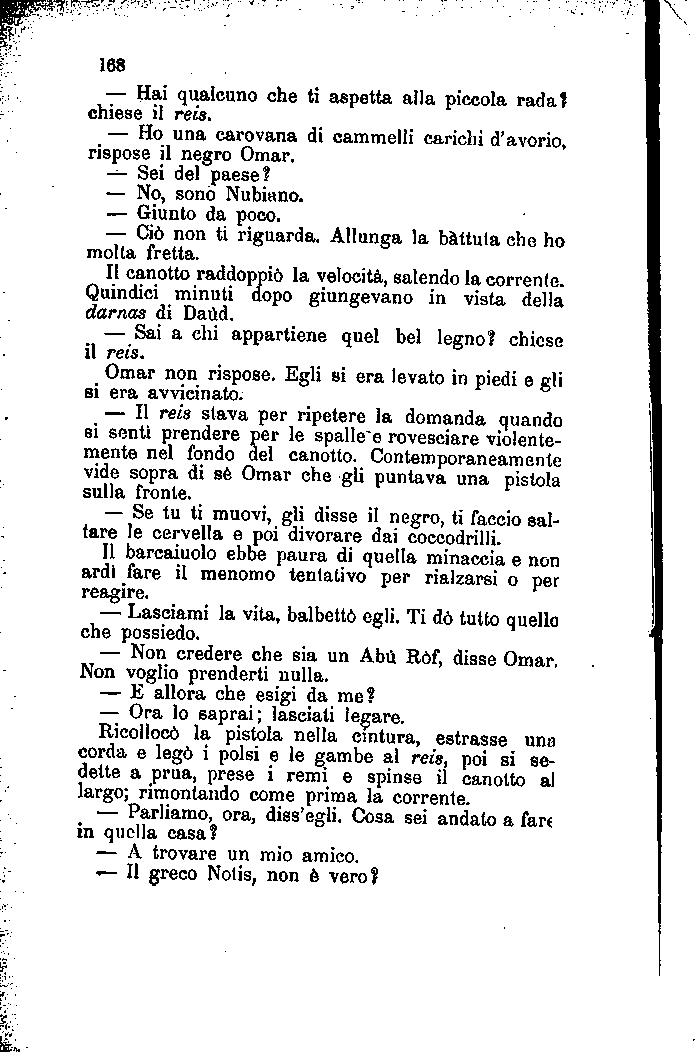 168
— Hai qualcuno che ti aspetta alla piccola rada?
chiese il reis.
— Ho una carovana di cammelli carichi d'avorio,
rispose il negro Omar.
— Sei del paese?
— No, sono Nubiano.
— Giunto da poco.
— Ciò non ti riguarda. Allunga la bàttuta che ho
molta fretta.
Il canotto raddoppiò la velocità, salendo la corrente.
Quindici minuti dopo giungevano in vista della
darnas di Daùd.
— Sai a chi appartiene quel bel legno? chiese
il reis.
Omar non rispose. Egli si era levato in piedi e gli
si era avvicinato.
— Il reis stava per ripetere la domanda quando
si sentì prendere per le spalle e rovesciare violente-
mente nel fondo del canotto. Contemporaneamente
vide sopra di sè Omar che gli puntava una pistola
sulla fronte.
— Se tu ti muovi, gli disse il negro, ti faccio sal-
tare le cervella e poi divorare dai coccodrilli.
Il barcaiuolo ebbe paura di quella minaccia e non
ardì fare il menomo tentativo per rialzarsi o per
reagire.
— Lasciami la vita, balbettò egli. Ti dò tutto quello
che possiedo.
— Non credere che sia un Abù Ròf, disse Omar.
Non voglio prenderti nulla.
— E allora che esigi da me?
— Ora lo saprai; lasciati legare.
Ricollocò la pistola nella cintura, estrasse una
corda e legò i polsi e le gambe al reis, poi si se-
dette a prua, prese i remi e spinse il canotto al
largo; rimontando come prima la corrente.
— Parliamo, ora, diss'egli. Cosa sei andato a fare
in quella casa?
— A trovare un mio amico.
— Il greco Notis, non è vero?